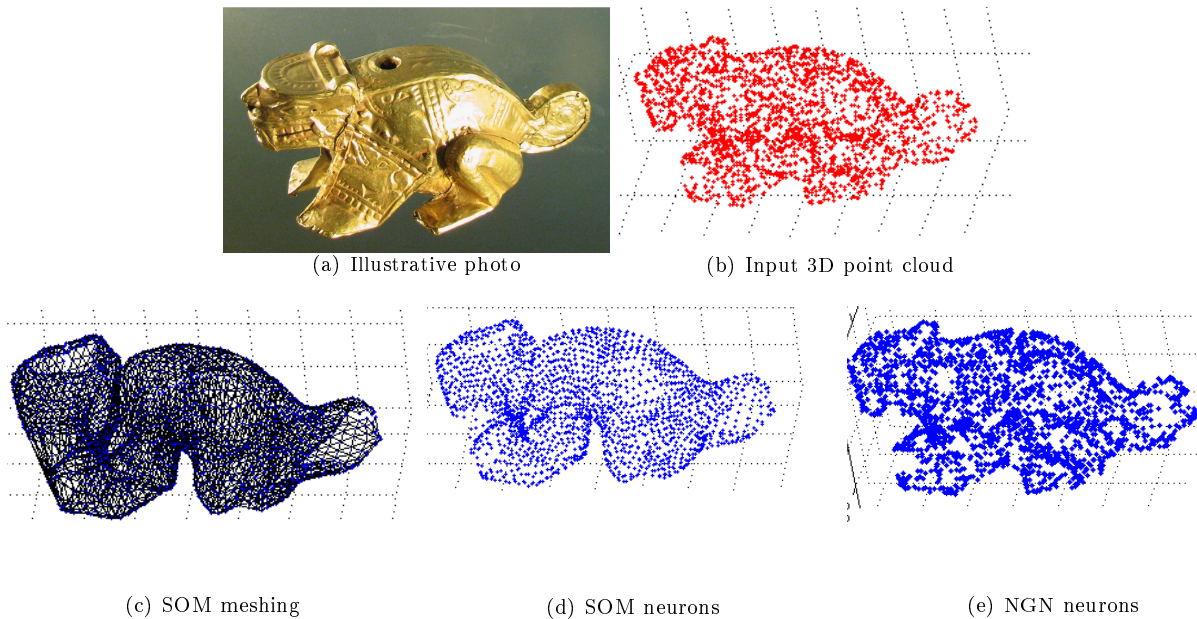 (a) Illustrative photo
(b) Input 3D point cloud
(c) SOM meshing
(d) SOM neurons
(e) NGN neurons